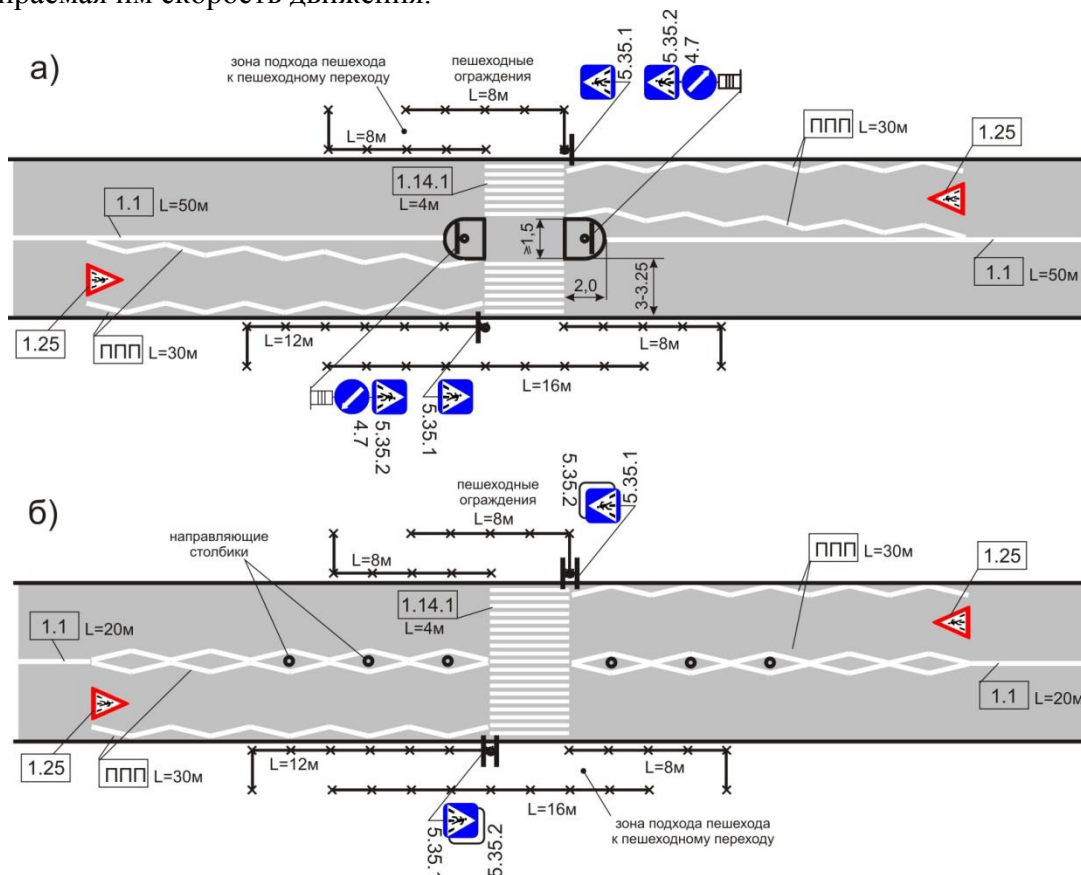 скорость движения.
а)
зона подхода пешехода
к пешеходному переходу
пешеходные
ограждения
L=8м
5.35.1
5.35.2
4.7
L=8м
ППП L=30м
1.25
1.14.1
L=4м
1.1 L=50м
≥1,5
2,0
3-3.25
1.1 L=50м
1.25
ППП L=30м
L=12м
L=8м
L=16м
4.7
5.35.2
5.35.1
б)
пешеходные
ограждения
L=8м
5.35.2
5.35.1
направляющие
столбики
L=8м
ППП L=30м
1.25
1.14.1
L=4м
1.1 L=20м
1.1 L=20м
1.25
ППП L=30м
L=12м
L=8м
L=16м
зона подхода пешехода
к пешеходному переходу
5.35.2